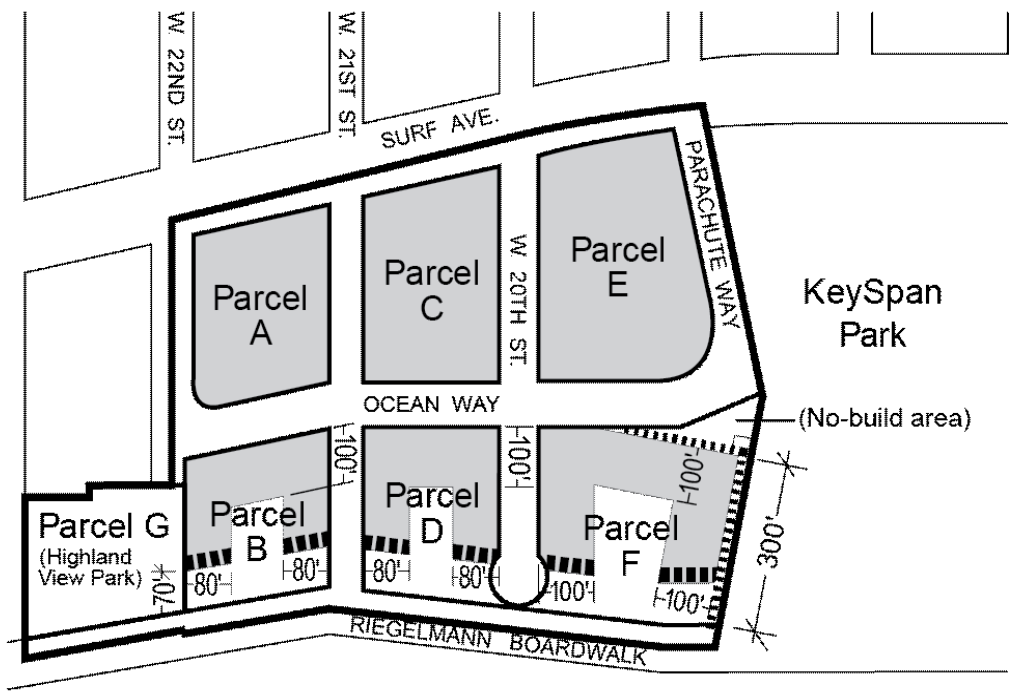 W. 22ND ST.
W. 21ST ST.
SURF AVE.
PARACHUTE WAY
Parcel
A
Parcel
C
W. 20TH ST.
Parcel
E
KeySpan
Park
OCEAN WAY
(No-build area)
100'
100'
100'
300'
Parcel G
(Highland
View Park)
70'
Parcel
B
80'
80'
Parcel
D
80'
80'
Parcel
F
100'
100'
RIEGELMANN BOARDWALK